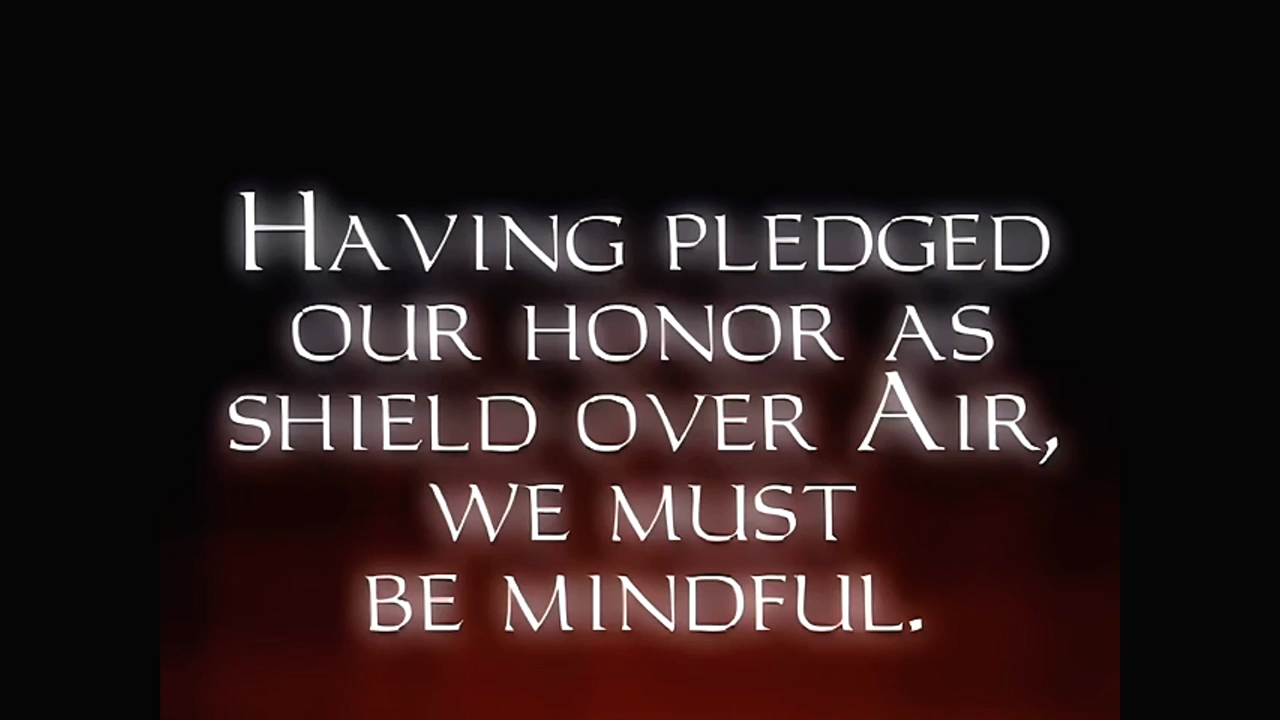 Having pledged
our honor as
shield over Air,
we must
be mindful.